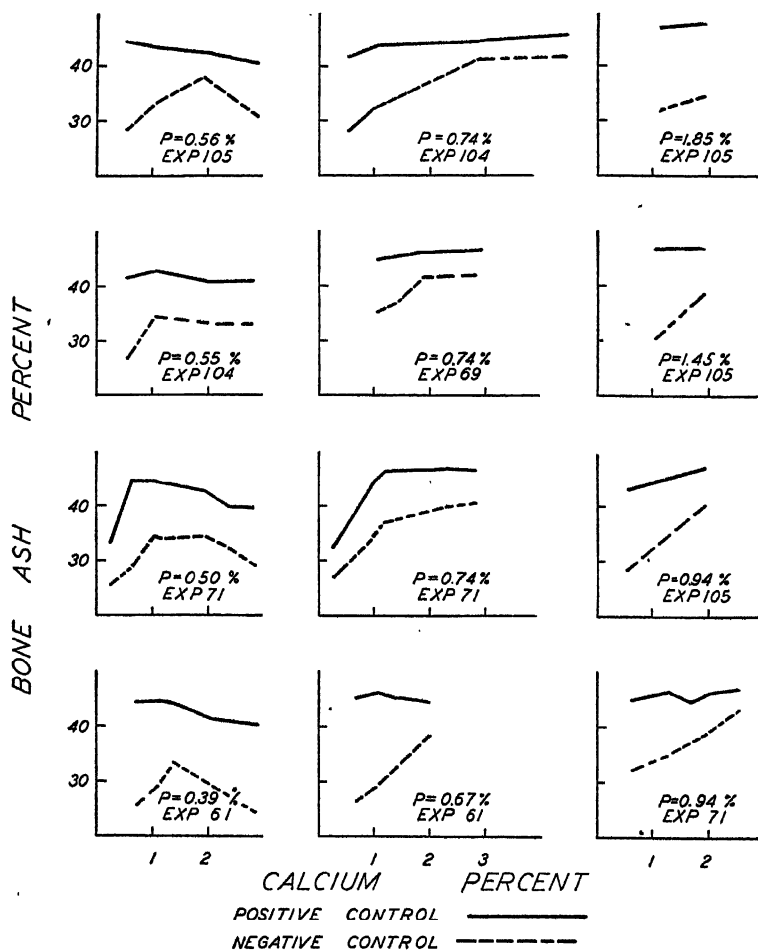 40
30
P=0.56 %
EXP 105
P=0.74 %
EXP 104
P=1.85 %
EXP 105
40
30
P=0.55 %
EXP 104
P=0.74 %
EXP 69
P=1.45 %
EXP 105
40
30
P=0.50 %
EXP 71
P=0.74 %
EXP 71
P=0.94 %
EXP 105
40
30
P=0.39 %
EXP 61
P=0.67 %
EXP 61
P=0.94 %
EXP 71
1 2
1 2 3
1 2
BONE ASH PERCENT
CALCIUM PERCENT
POSITIVE CONTROL
NEGATIVE CONTROL